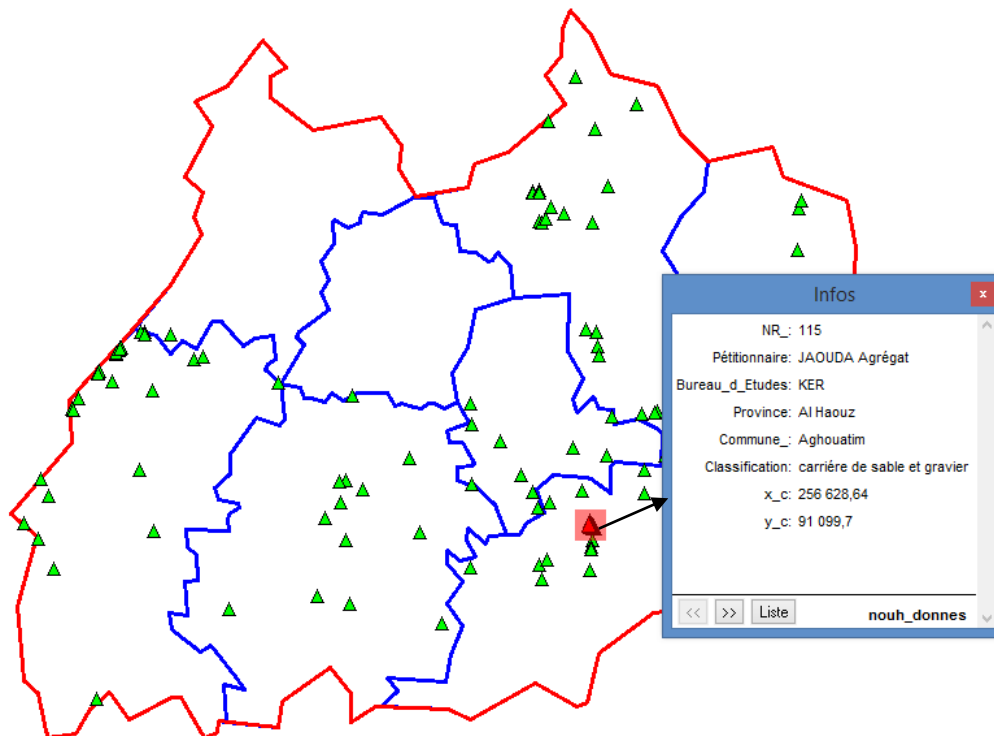 Infos
x
NR_: 115
Pétitionnaire: JAOUDA Agrégat
Bureau_d_Etudes: KER
Province: Al Haouz
Commune_: Aghouatim
Classification: carriére de sable et gravier
x_c: 256 628,64
y_c: 91 099,7
<< >> Liste nouh_donnes